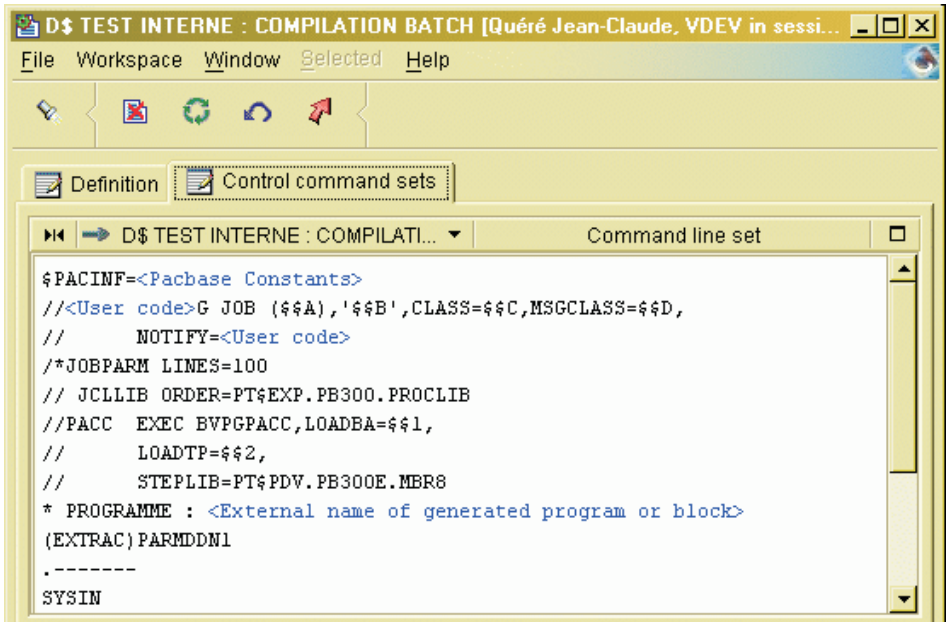 D$ TEST INTERNE : COMPILATION BATCH [Quéré Jean-Claude, VDEV in sessi...
File Workspace Window Selected Help
Definition Control command sets
D$ TEST INTERNE : COMPILATI... Command line set
$PACINF=<Pacbase Constants>
//<User code>G JOB ($$A),'$$B',CLASS=$$C,MSGCLASS=$$D,
//      NOTIFY=<User code>
/*JOBPARM LINES=100
// JCLLIB ORDER=PT$EXP.PB300.PROCLIB
//PACC  EXEC BVPGPACC,LOADBA=$$1,
//      LOADTP=$$2,
//      STEPLIB=PT$PDV.PB300E.MBR8
* PROGRAMME : <External name of generated program or block>
(EXTRAC)PARMDDN1
.-------
SYSIN